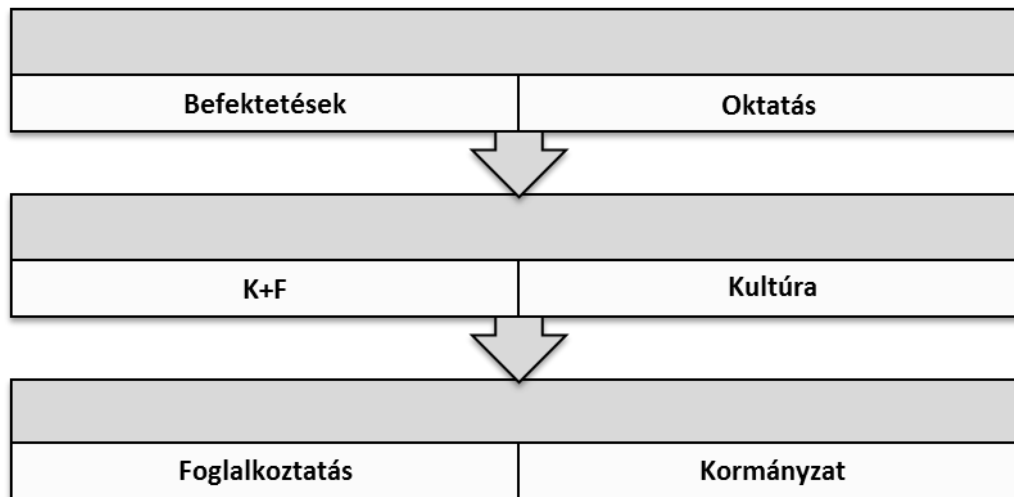 Befektetések
Oktatás
K+F
Kultúra
Foglalkoztatás
Kormányzat